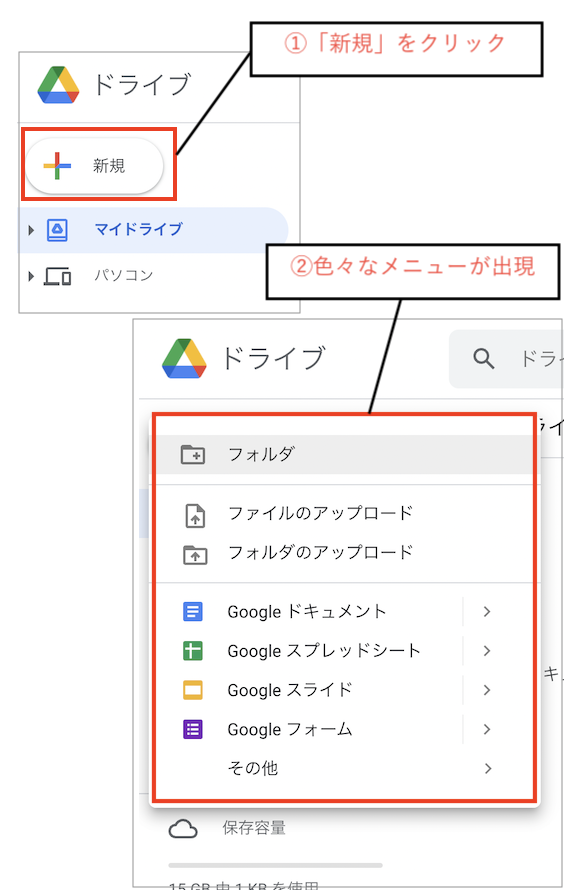 ①「新規」をクリック
ドライブ
新規
マイドライブ
パソコン
②色々なメニューが出現
ドライブ
ドラ
ライ
フォルダ
ファイルのアップロード
フォルダのアップロード
Google ドキュメント
Google スプレッドシート
Google スライド
Google フォーム
キ
その他
保存容量
15 GB 中 1 KB を使用